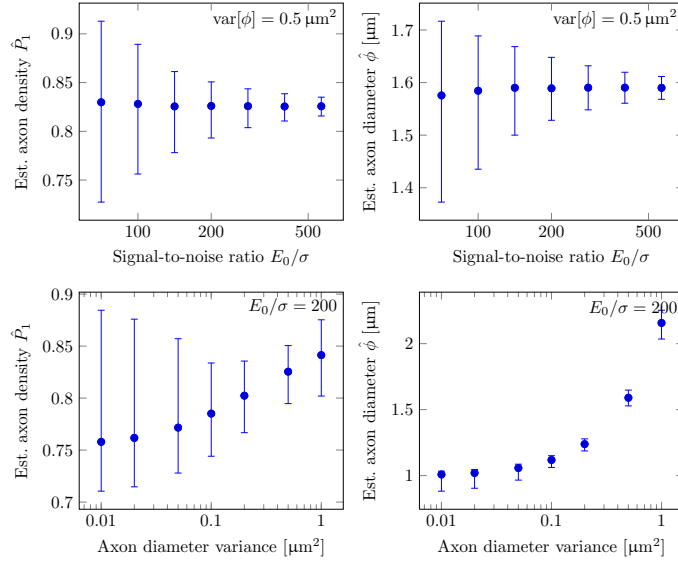 var[ϕ] = 0.5 μm²
Est. axon density P̂₁
0.9
0.85
0.8
0.75
100
200
500
Signal-to-noise ratio E₀/σ
var[ϕ] = 0.5 μm²
Est. axon diameter ϕ̂ [μm]
1.7
1.6
1.5
1.4
100
200
500
Signal-to-noise ratio E₀/σ
E₀/σ = 200
Est. axon density P̂₁
0.9
0.85
0.8
0.75
0.7
0.01
0.1
1
Axon diameter variance [μm²]
E₀/σ = 200
Est. axon diameter ϕ̂ [μm]
2
1.5
1
0.01
0.1
1
Axon diameter variance [μm²]